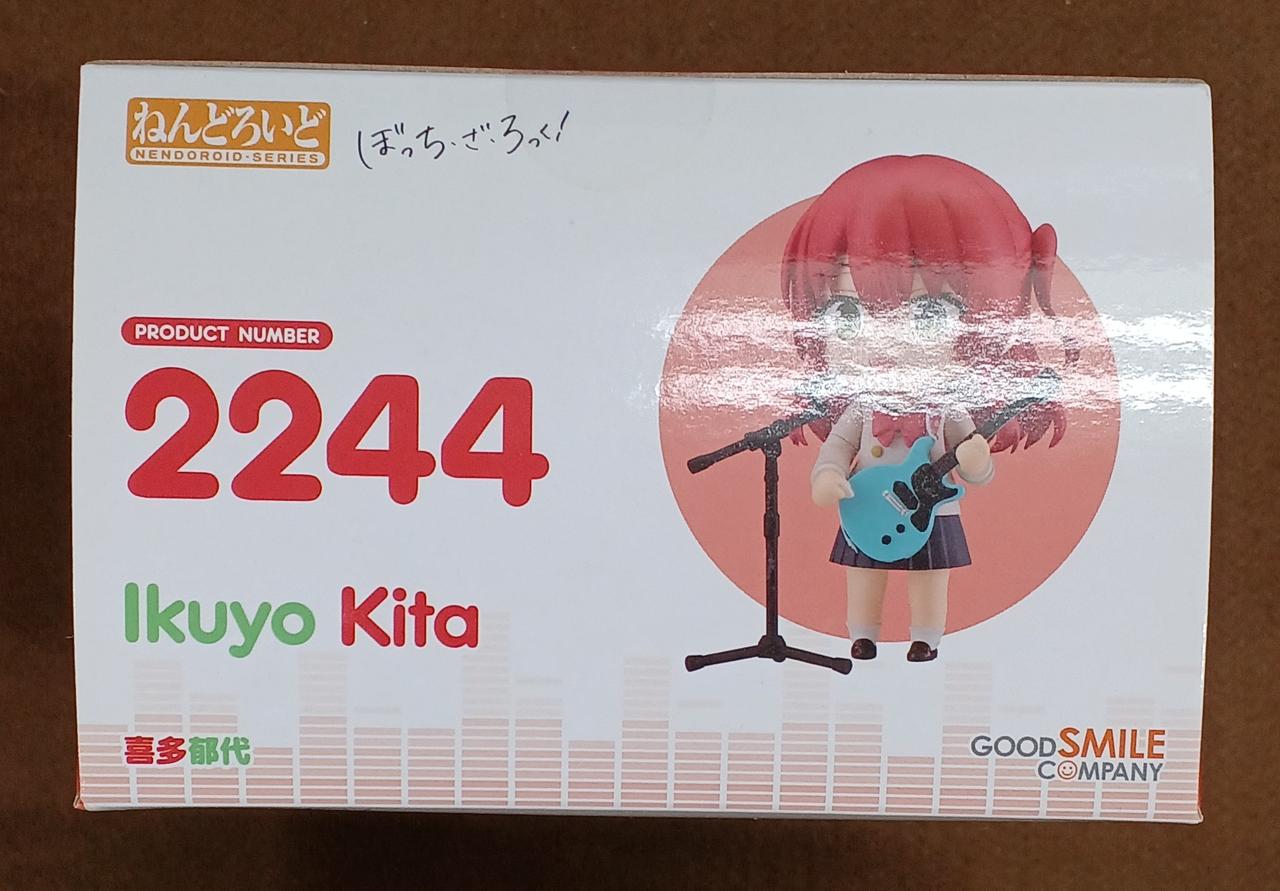 ねんどろいど
NENDOROID·SERIES
ぼっち・ざ・ろっく!
PRODUCT NUMBER
2244
Ikuyo Kita
喜多郁代
GOOD SMILE
COMPANY